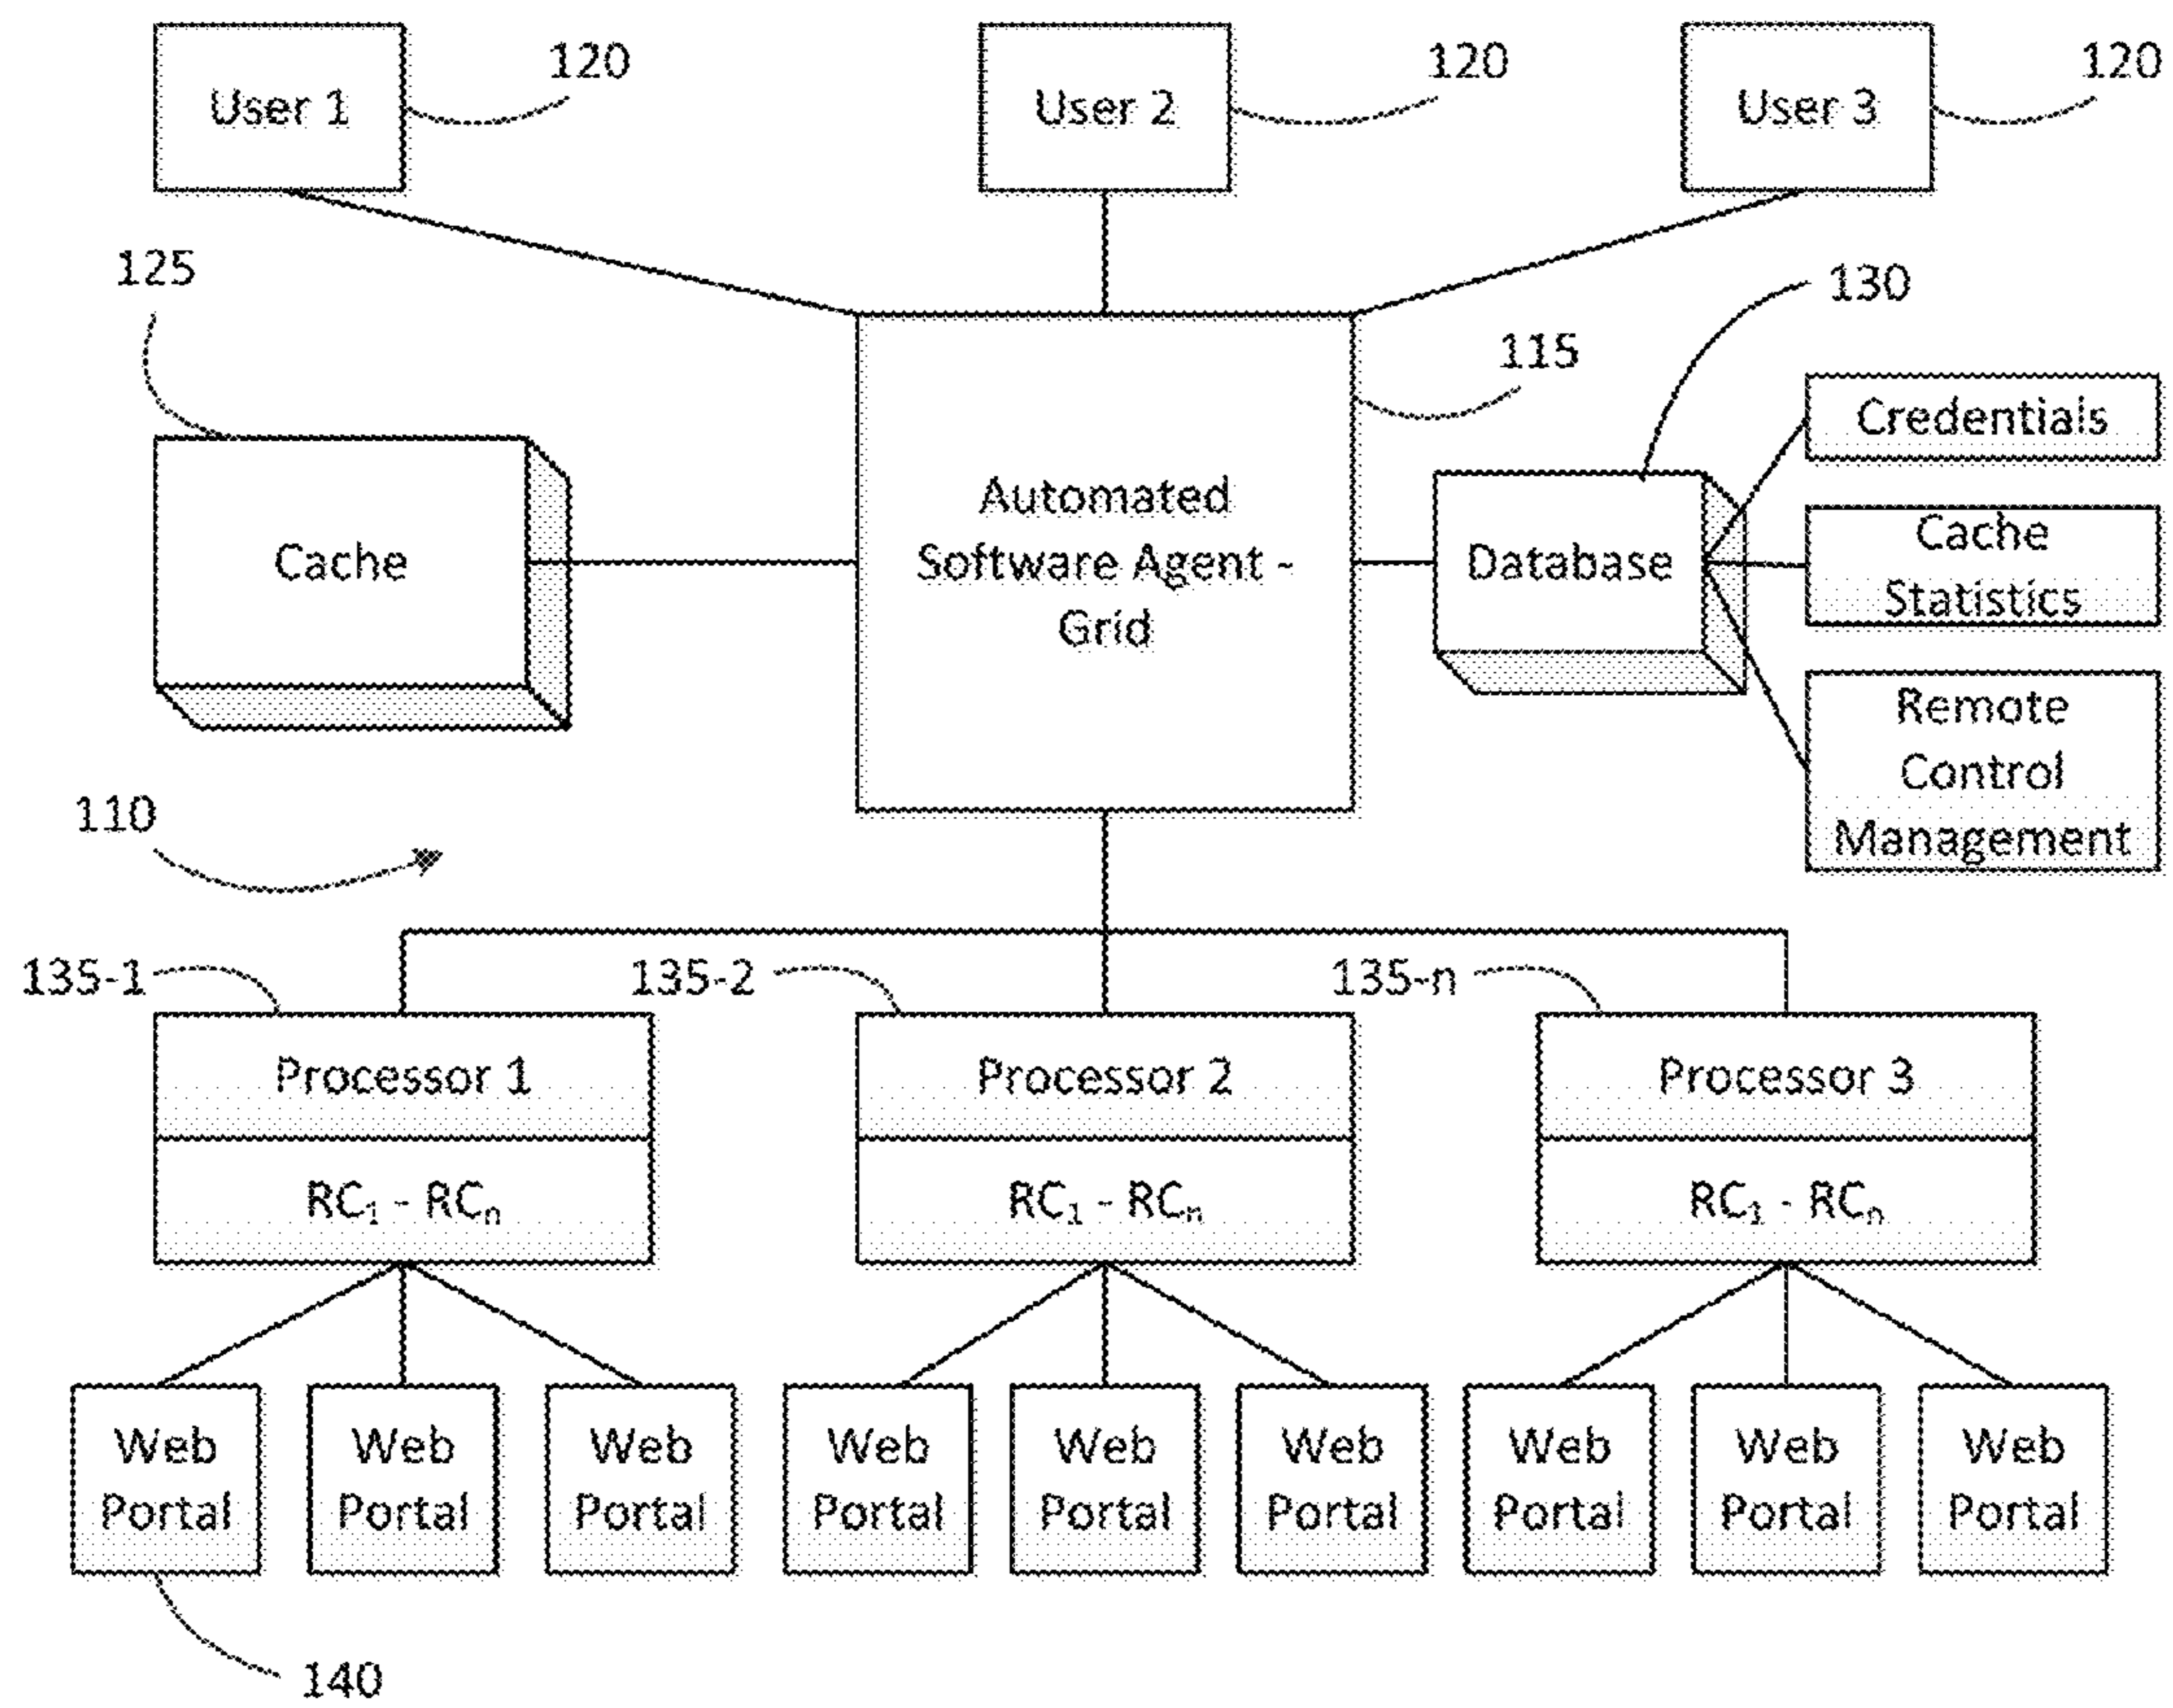 User 1
120
User 2
120
User 3
120
125
130
115
Credentials
Cache
Automated
Software Agent -
Grid
Database
Cache
Statistics
Remote
Control
Management
110
135-1
135-2
135-n
Processor 1
Processor 2
Processor 3
RC₁ - RCₙ
RC₁ - RCₙ
RC₁ - RCₙ
Web
Portal
Web
Portal
Web
Portal
Web
Portal
Web
Portal
Web
Portal
Web
Portal
Web
Portal
Web
Portal
140